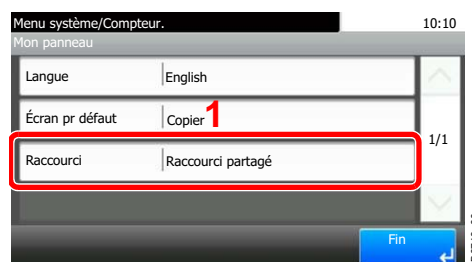 Menu système/Compteur. 10:10
Mon panneau
Langue English
Écran pr défaut Copier 1
1/1
Raccourci Raccourci partagé
Fin